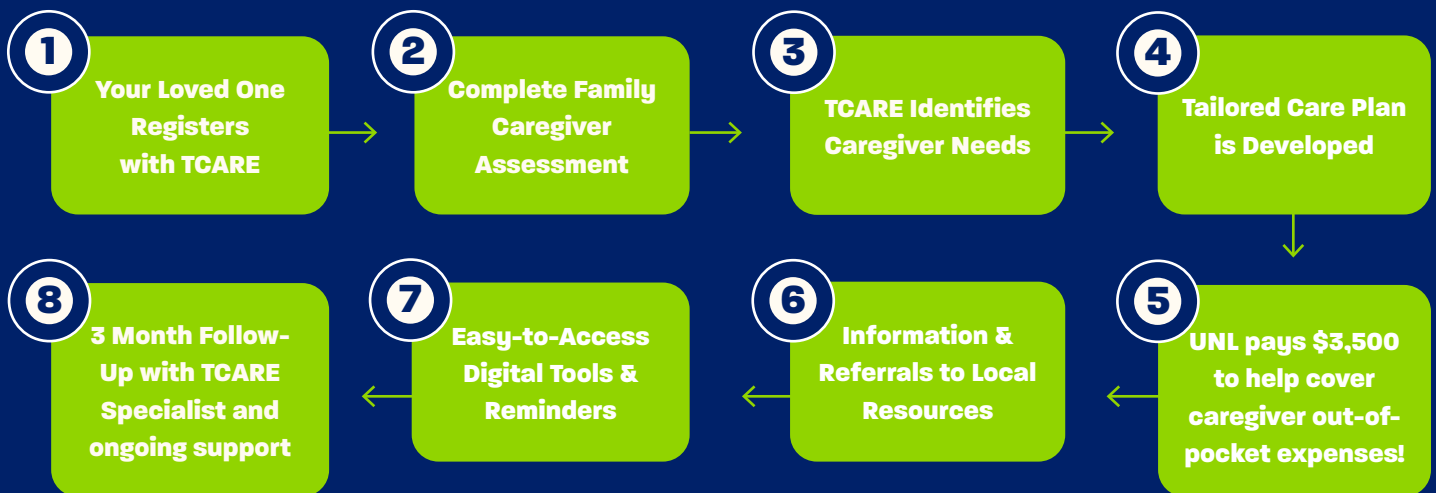 1
Your Loved One
Registers
with TCARE
2
Complete Family
Caregiver
Assessment
3
TCARE Identifies
Caregiver Needs
4
Tailored Care Plan
is Developed
5
UNL pays $3,500
to help cover
caregiver out-of-
pocket expenses!
6
Information &
Referrals to Local
Resources
7
Easy-to-Access
Digital Tools &
Reminders
8
3 Month Follow-
Up with TCARE
Specialist and
ongoing support